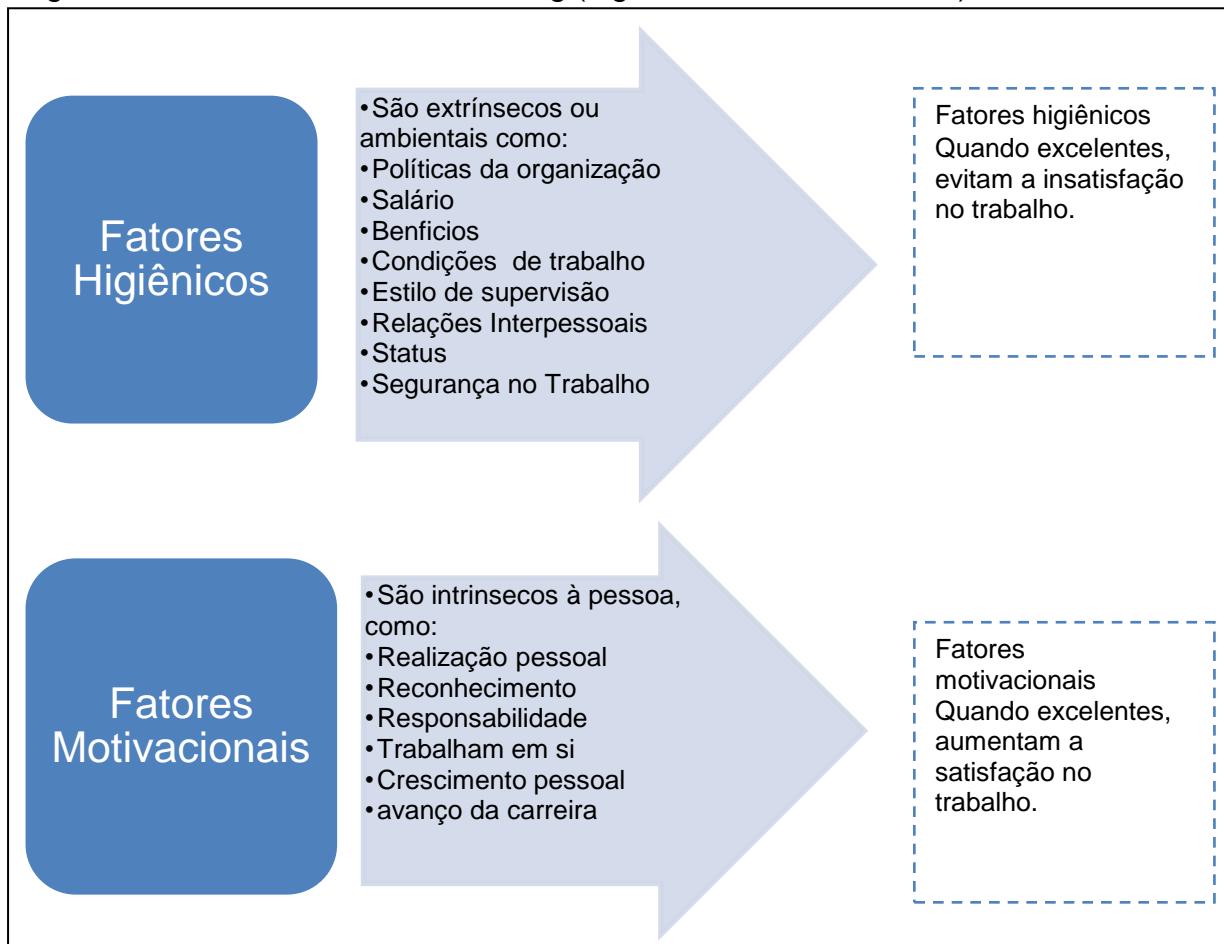 Fatores
Higiênicos
•São extrínsecos ou
ambientais como:
•Políticas da organização
•Salário
•Benficios
•Condições de trabalho
•Estilo de supervisão
•Relações Interpessoais
•Status
•Segurança no Trabalho
Fatores higiênicos
Quando excelentes,
evitam a insatisfação
no trabalho.
Fatores
Motivacionais
•São intrinsecos à pessoa,
como:
•Realização pessoal
•Reconhecimento
•Responsabilidade
•Trabalham em si
•Crescimento pessoal
•avanço da carreira
Fatores
motivacionais
Quando excelentes,
aumentam a
satisfação no
trabalho.